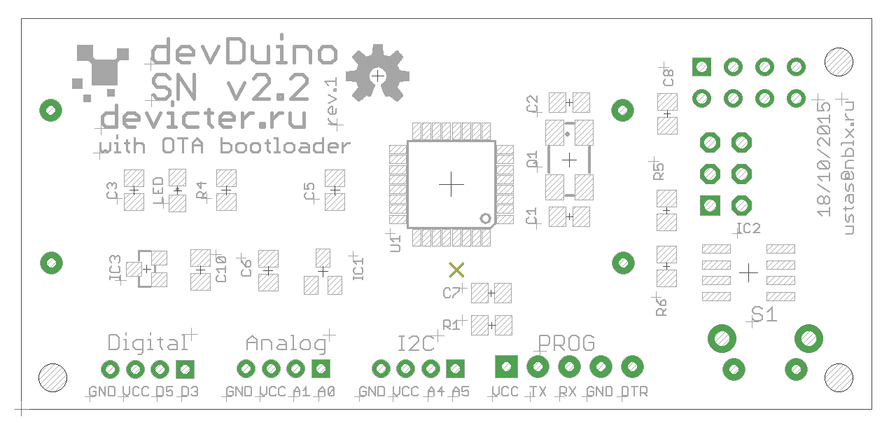 devDuino
SN v2.2
rev.1
devicter.ru
with OTA bootloader
C2
Q1
C1
C8
18/10/2015
ustas@nblx.ru
C3
LED
R4
C5
U1
R5
IC2
IC3
C10
C6
IC1
C7
R1
R6
S1
Digital
Analog
I2C
PROG
GND VCC D5 D3
GND VCC A1 A0
GND VCC A4 A5
VCC TX RX GND DTR